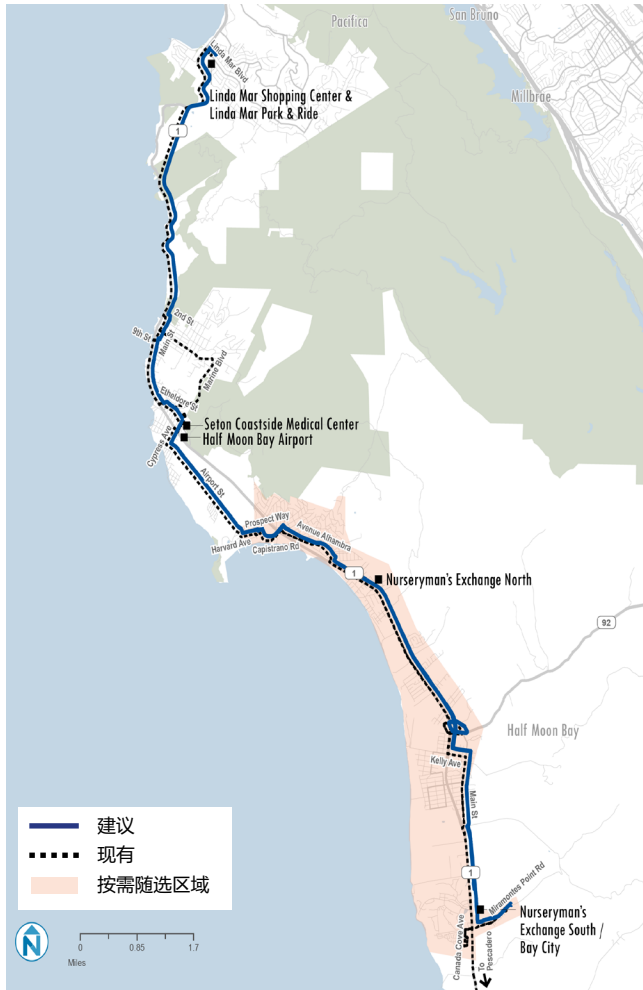 Pacifica
San Bruno
Millbrae
Linda Mar Blvd
Linda Mar Shopping Center &
Linda Mar Park & Ride
1
2nd St
9th St
Main St
Marine Blvd
Etheldore St
Seton Coastside Medical Center
Half Moon Bay Airport
Cypress Ave
Airport St
Prospect Way
Avenue Alhambra
Harvard Ave
Capistrano Rd
1
Nurseryman's Exchange North
92
Half Moon Bay
Kelly Ave
Main St
1
Miramontes Point Rd
Nurseryman's
Exchange South /
Bay City
Canada Cove Ave
To
Pescadero
建议
现有
按需随选区域
N
0
0.85
1.7
Miles